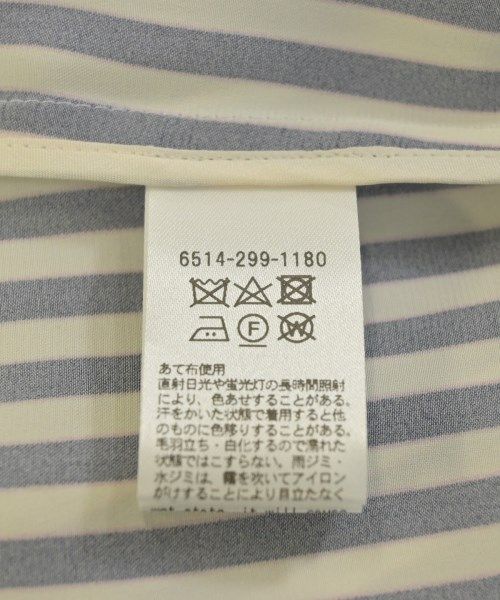 6514-299-1180
F W
あて布使用
直射日光や蛍光灯の長時間照射
により、色あせすることがある。
汗をかいた状態で着用すると他
のものに色移りすることがある。
毛羽立ち・白化するので濡れた
状態ではこすらない。雨ジミ・
水ジミは、霧を吹いてアイロン
がけすることにより目立たなく
wet state, it will cause